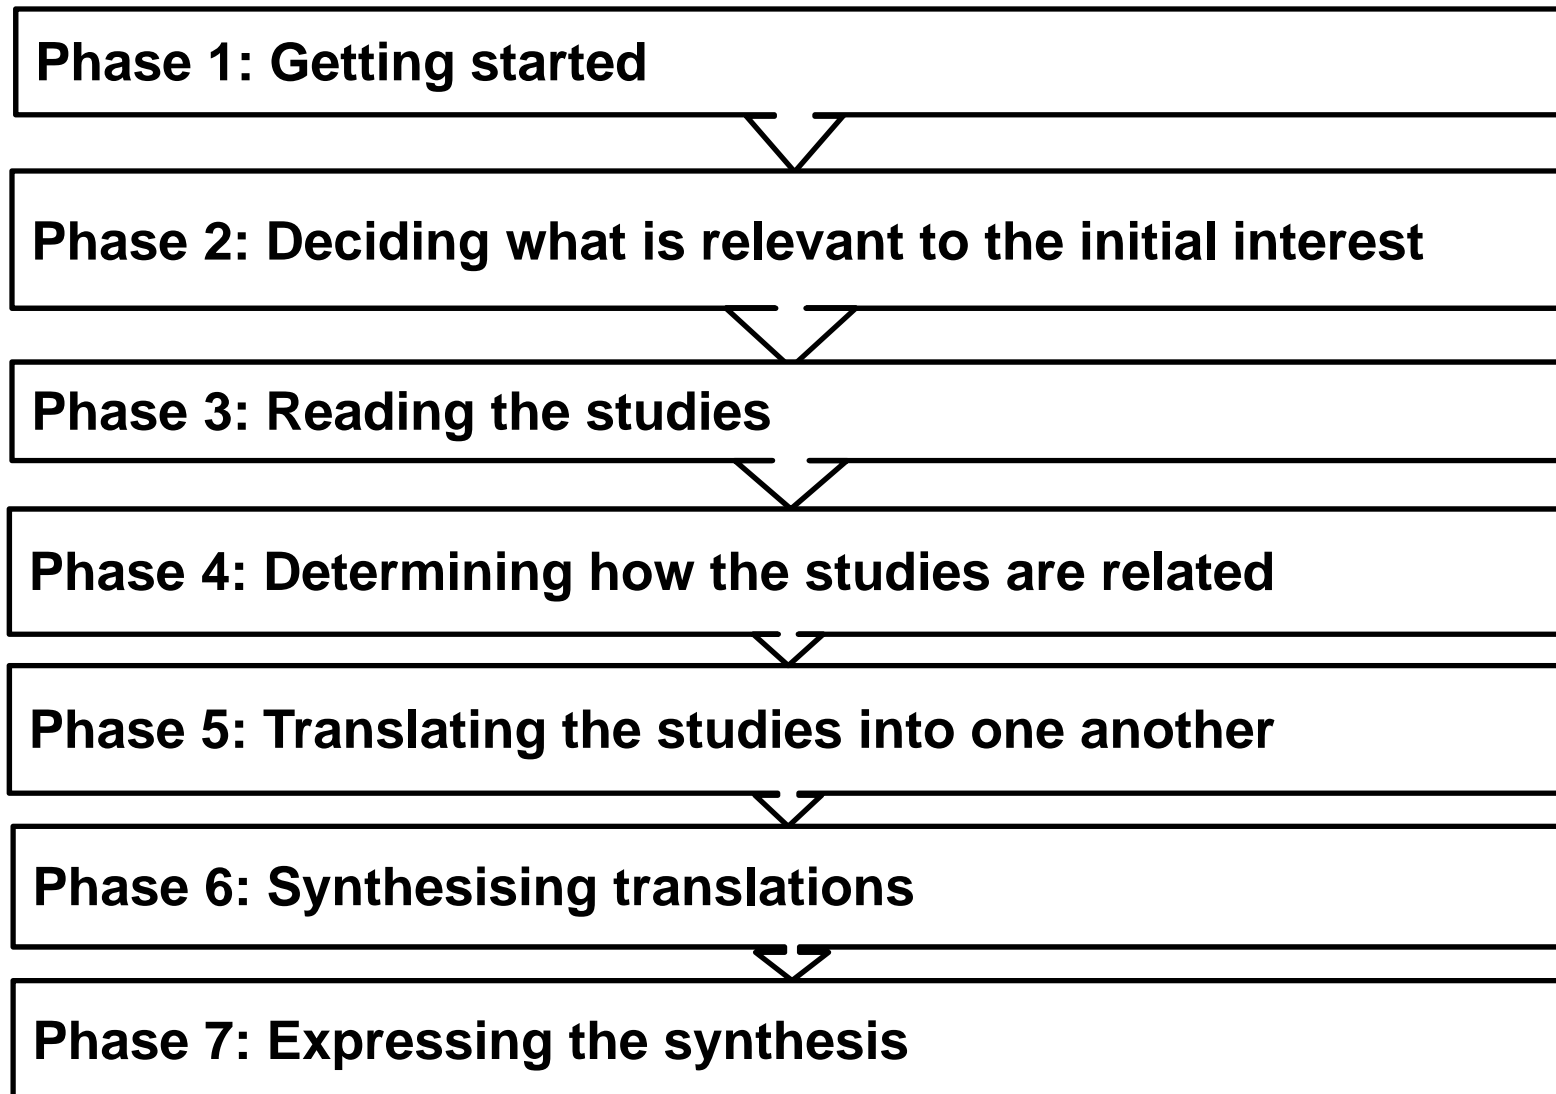 Phase 1: Getting started
Phase 2: Deciding what is relevant to the initial interest
Phase 3: Reading the studies
Phase 4: Determining how the studies are related
Phase 5: Translating the studies into one another
Phase 6: Synthesising translations
Phase 7: Expressing the synthesis